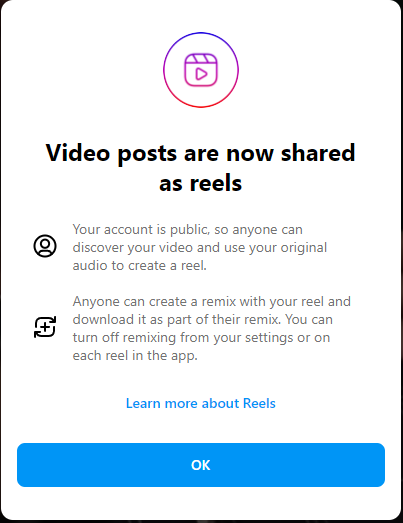 Video posts are now shared
as reels
Your account is public, so anyone can
discover your video and use your original
audio to create a reel.
Anyone can create a remix with your reel and
download it as part of their remix. You can
turn off remixing from your settings or on
each reel in the app.
Learn more about Reels
OK